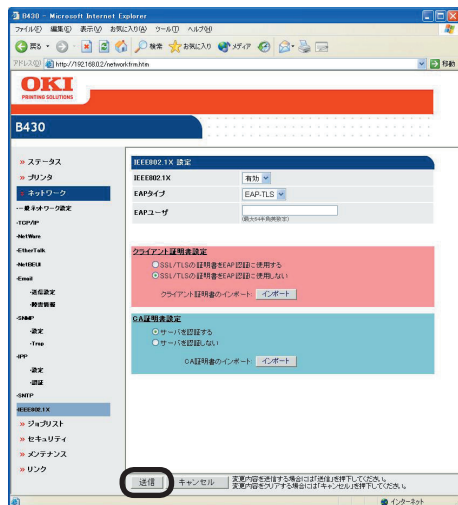 B430 - Microsoft Internet Explorer
ファイル(F) 編集(E) 表示(V) お気に入り(A) ツール(T) ヘルプ(H)
戻る 検索 お気に入り メディア
アドレス(D) http://192.168.0.2/networkfrm.htm 移動
OKI
PRINTING SOLUTIONS
B430
» ステータス
» プリンタ
» ネットワーク
-一般ネットワーク設定
-TCP/IP
-NetWare
-EtherTalk
-NetBEUI
-Email
-送信設定
-障害情報
-SNMP
-設定
-Trap
-IPP
-設定
-認証
-SNTP
-IEEE802.1X
» ジョブリスト
» セキュリティ
» メンテナンス
» リンク
IEEE802.1X 設定
IEEE802.1X 有効
EAPタイプ EAP-TLS
EAPユーザ
(最大64半角英数字)
クライアント証明書設定
SSL/TLSの証明書をEAP認証に使用する
SSL/TLSの証明書をEAP認証に使用しない
クライアント証明書のインポート インポート
CA証明書設定
サーバを認証する
サーバを認証しない
CA証明書のインポート インポート
送信 キャンセル 変更内容を送信する場合には「送信」を押下してください。
変更内容をクリアする場合には「キャンセル」を押下してください。
インターネット